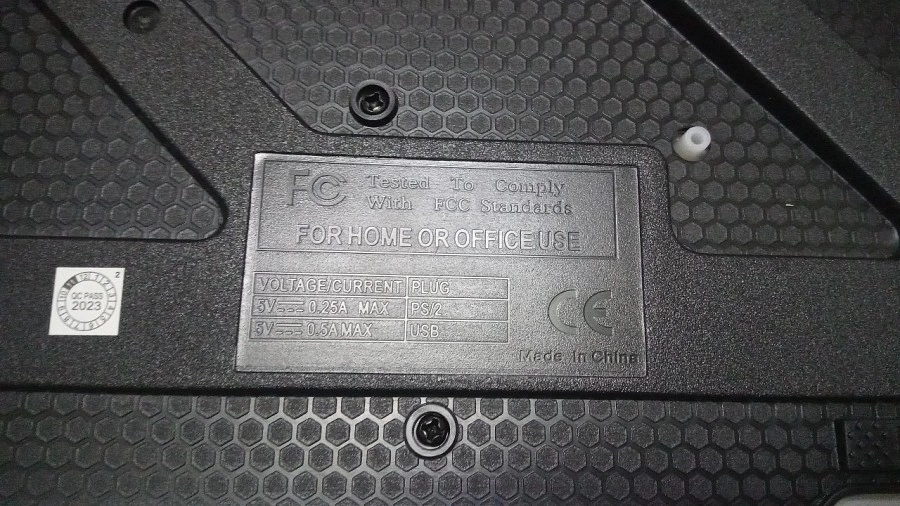 FC Tested To Comply
With FCC Standards
FOR HOME OR OFFICE USE
VOLTAGE/CURRENT PLUG
5V 0.25A MAX PS/2
5V 0.5A MAX USB
CE
Made In China
2
QC PASS
2023